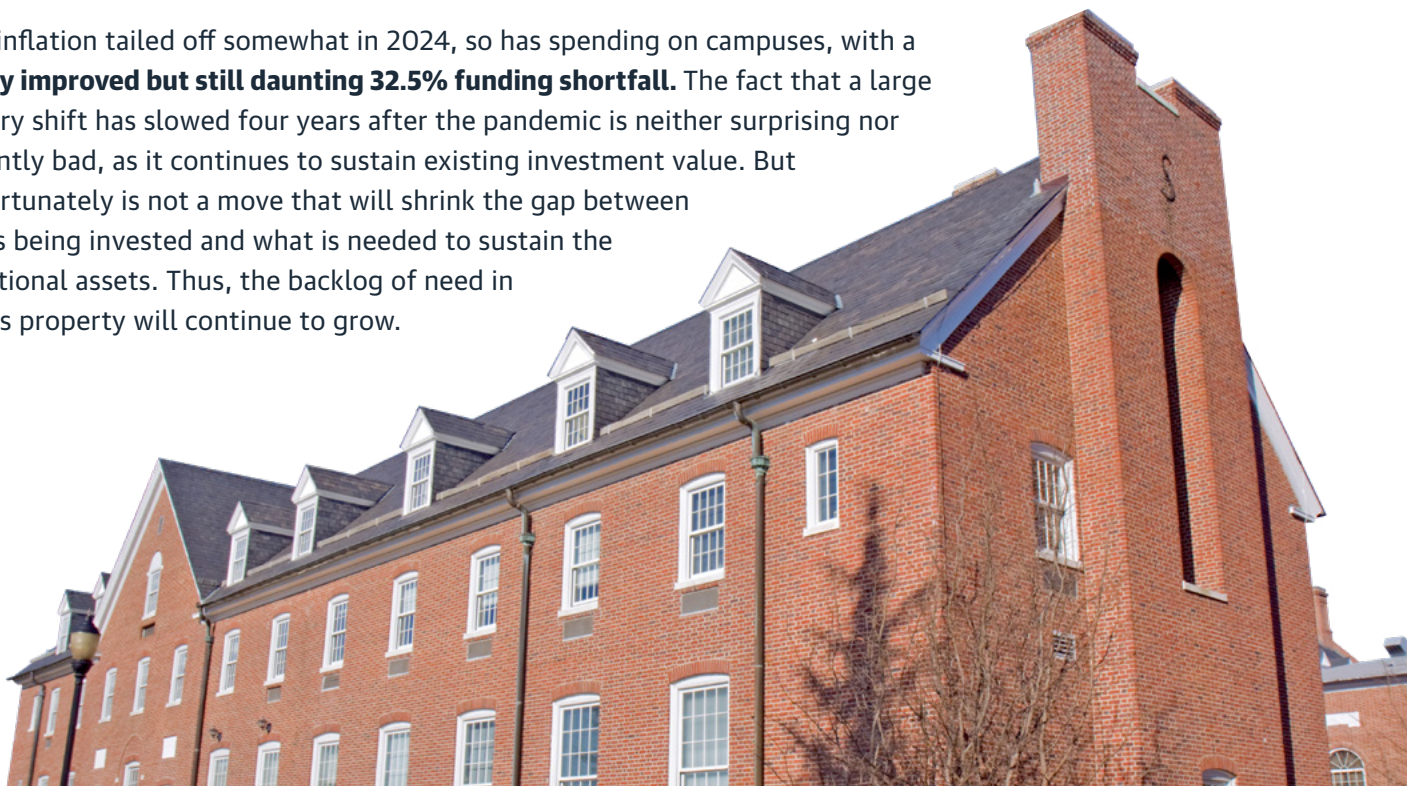 inflation tailed off somewhat in 2024, so has spending on campuses, with a
improved but still daunting 32.5% funding shortfall. The fact that a large
shift has slowed four years after the pandemic is neither surprising nor
bad, as it continues to sustain existing investment value. But
is not a move that will shrink the gap between
being invested and what is needed to sustain the
assets. Thus, the backlog of need in
property will continue to grow.